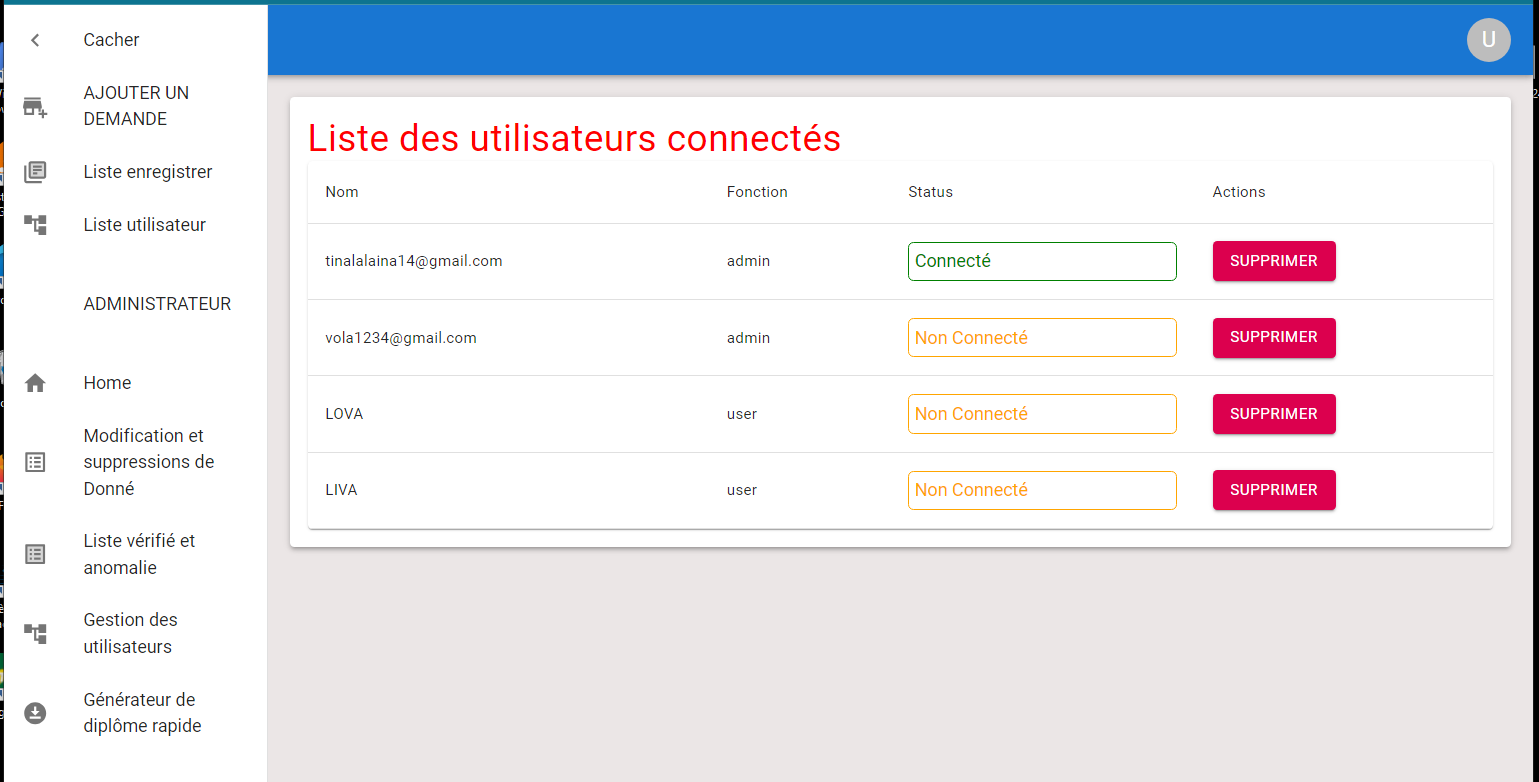 Cacher
AJOUTER UN
DEMANDE
Liste enregistrer
Liste utilisateur
ADMINISTRATEUR
Home
Modification et
suppressions de
Donné
Liste vérifié et
anomalie
Gestion des
utilisateurs
Générateur de
diplôme rapide
U
Liste des utilisateurs connectés
Nom Fonction Status Actions
tinalalaina14@gmail.com admin Connecté SUPPRIMER
vola1234@gmail.com admin Non Connecté SUPPRIMER
LOVA user Non Connecté SUPPRIMER
LIVA user Non Connecté SUPPRIMER